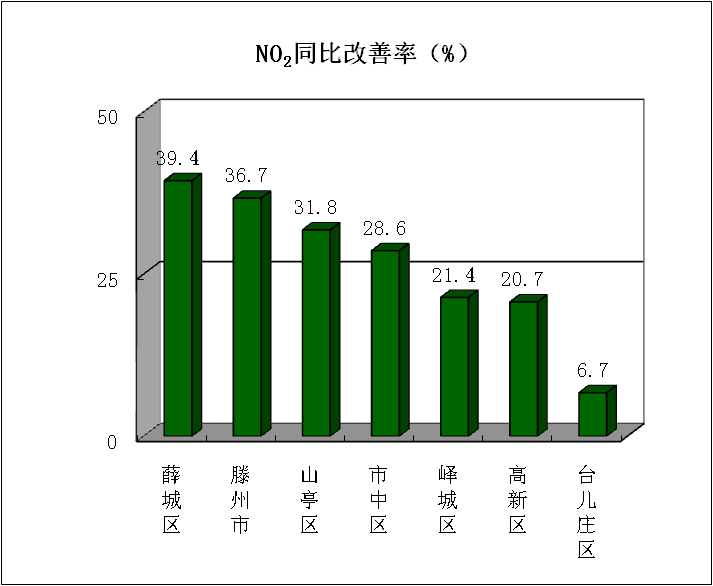 NO₂同比改善率（%）
50
25
0
39.4
36.7
31.8
28.6
21.4
20.7
6.7
薛城区
滕州市
山亭区
市中区
峄城区
高新区
台儿庄区